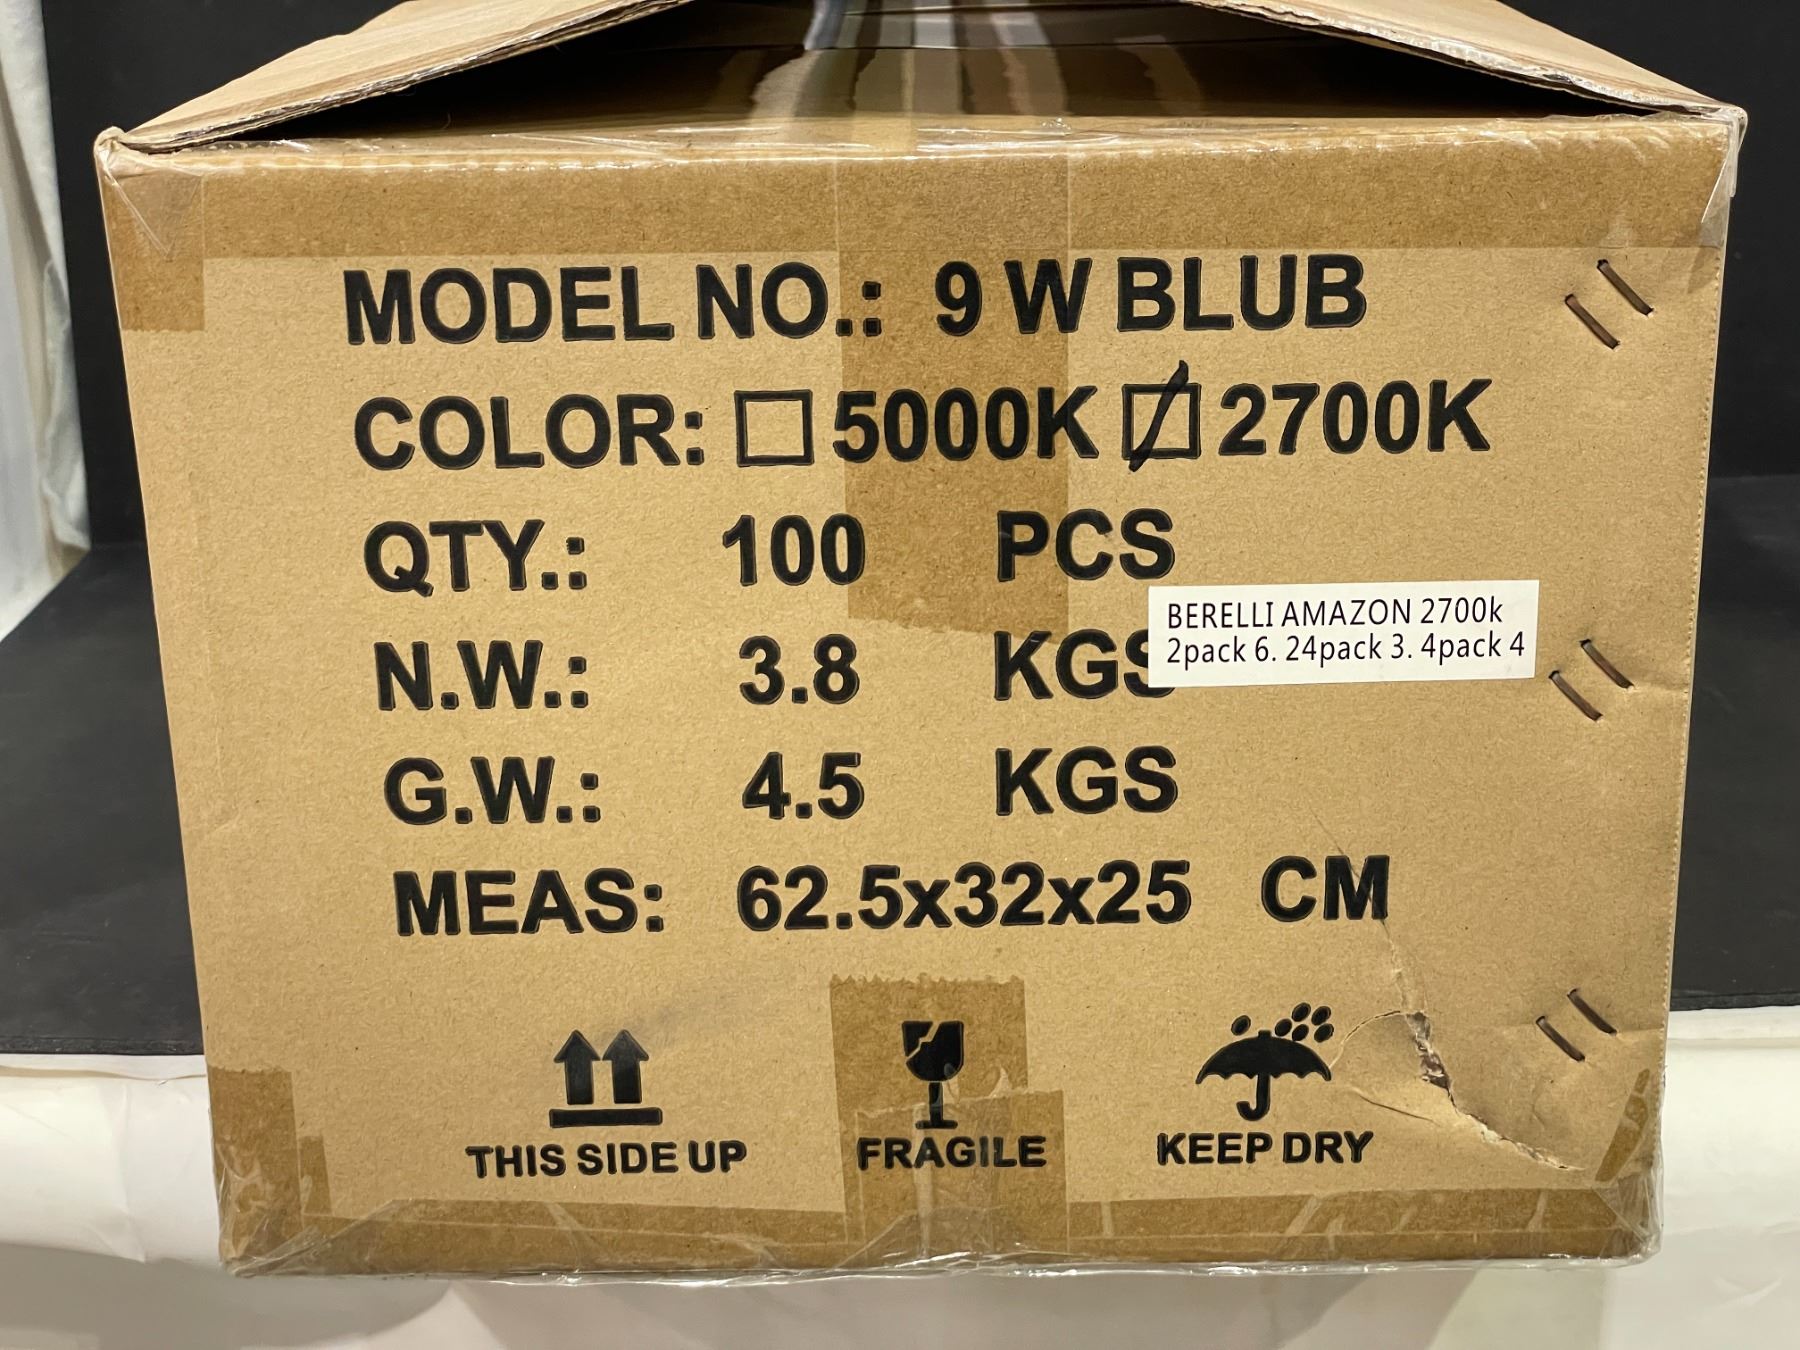 MODEL NO.: 9 W BLUB
COLOR: 5000K 2700K
QTY.: 100 PCS
N.W.: 3.8 KGS
BERELLI AMAZON 2700k
2pack 6. 24pack 3. 4pack 4
G.W.: 4.5 KGS
MEAS: 62.5x32x25 CM
THIS SIDE UP
FRAGILE
KEEP DRY